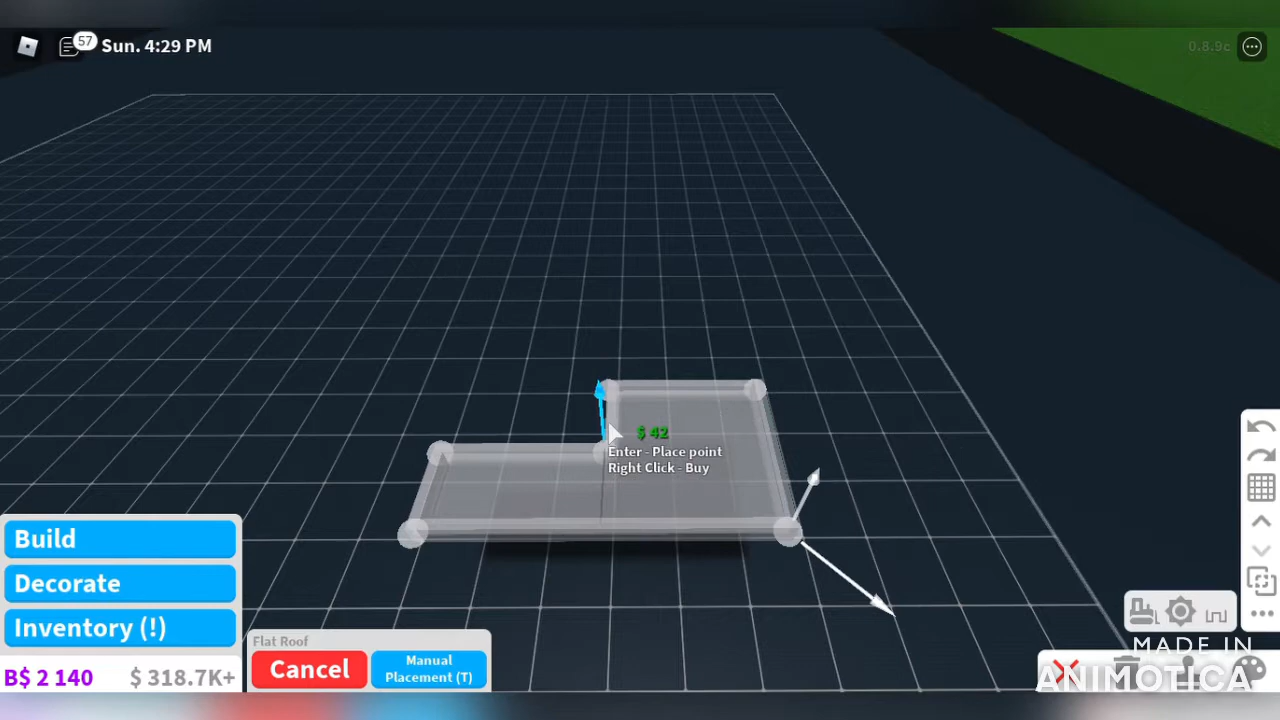 57
Sun. 4:29 PM
0.8.9c
$ 42
Enter - Place point
Right Click - Buy
Build
Decorate
Inventory (!)
B$ 2 140
$ 318.7K+
Flat Roof
Cancel
Manual
Placement (T)
MADE IN
ANIMOTICA